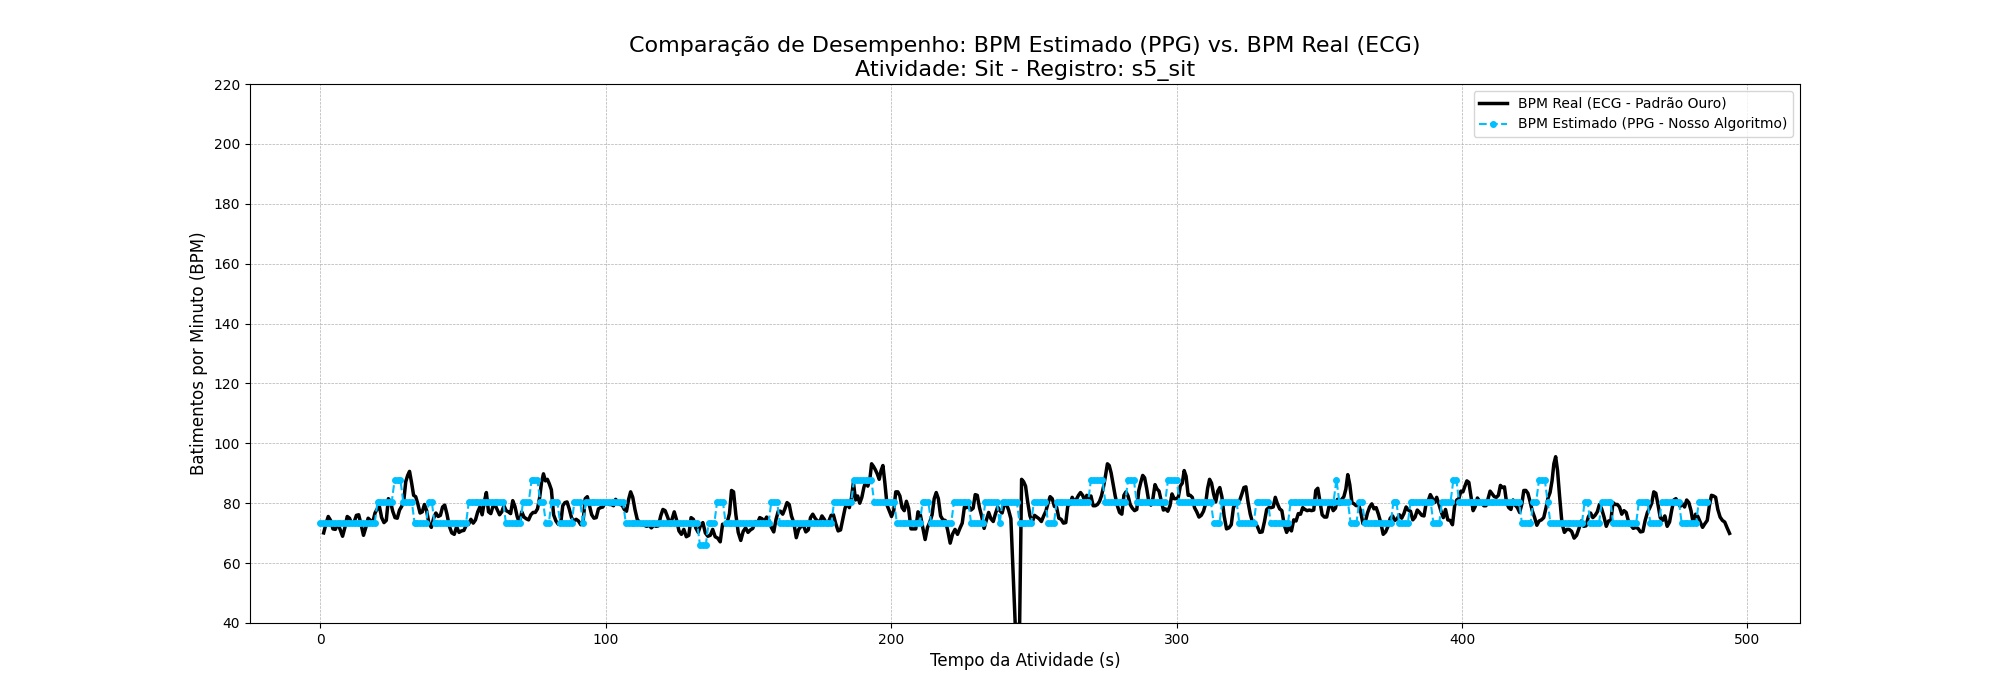 Comparação de Desempenho: BPM Estimado (PPG) vs. BPM Real (ECG)
Atividade: Sit - Registro: s5_sit
BPM Real (ECG - Padrão Ouro)
BPM Estimado (PPG - Nosso Algoritmo)
Batimentos por Minuto (BPM)
220
200
180
160
140
120
100
80
60
40
0
100
200
300
400
500
Tempo da Atividade (s)